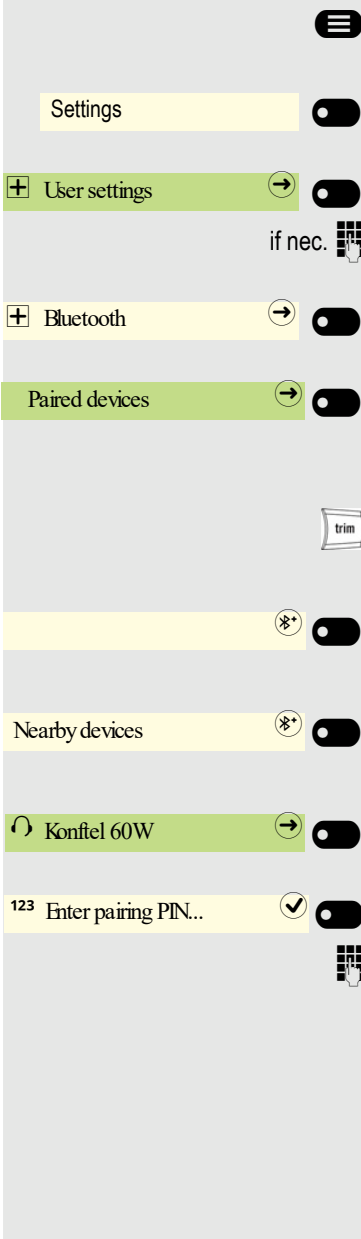 Settings
User settings
if nec.
Bluetooth
Paired devices
trim
Nearby devices
Konftel 60W
123 Enter pairing PIN...